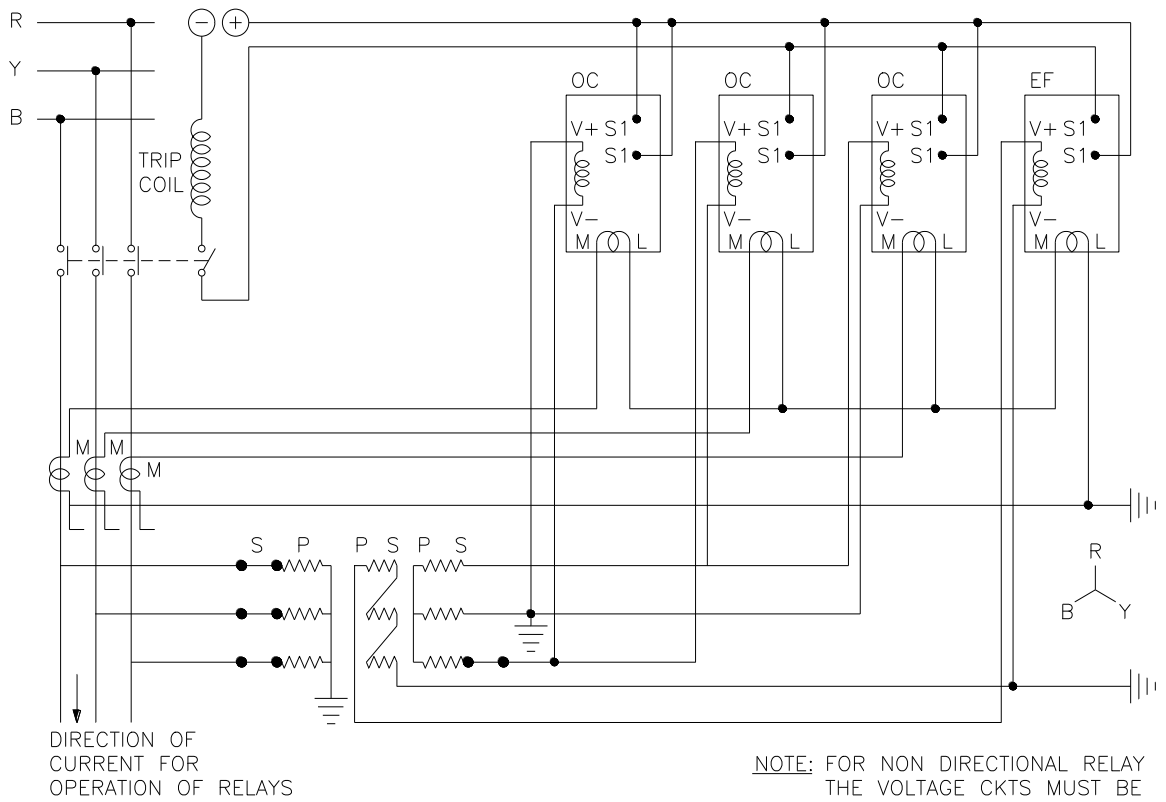 R
− +
Y
OC OC OC EF
B
V+ S1 V+ S1 V+ S1 V+ S1
S1 S1 S1 S1
TRIP
COIL
V− V− V− V−
M L M L M L M L
M M M
S P P S P S
R
B Y
DIRECTION OF
CURRENT FOR
OPERATION OF RELAYS
NOTE: FOR NON DIRECTIONAL RELAY
THE VOLTAGE CKTS MUST BE